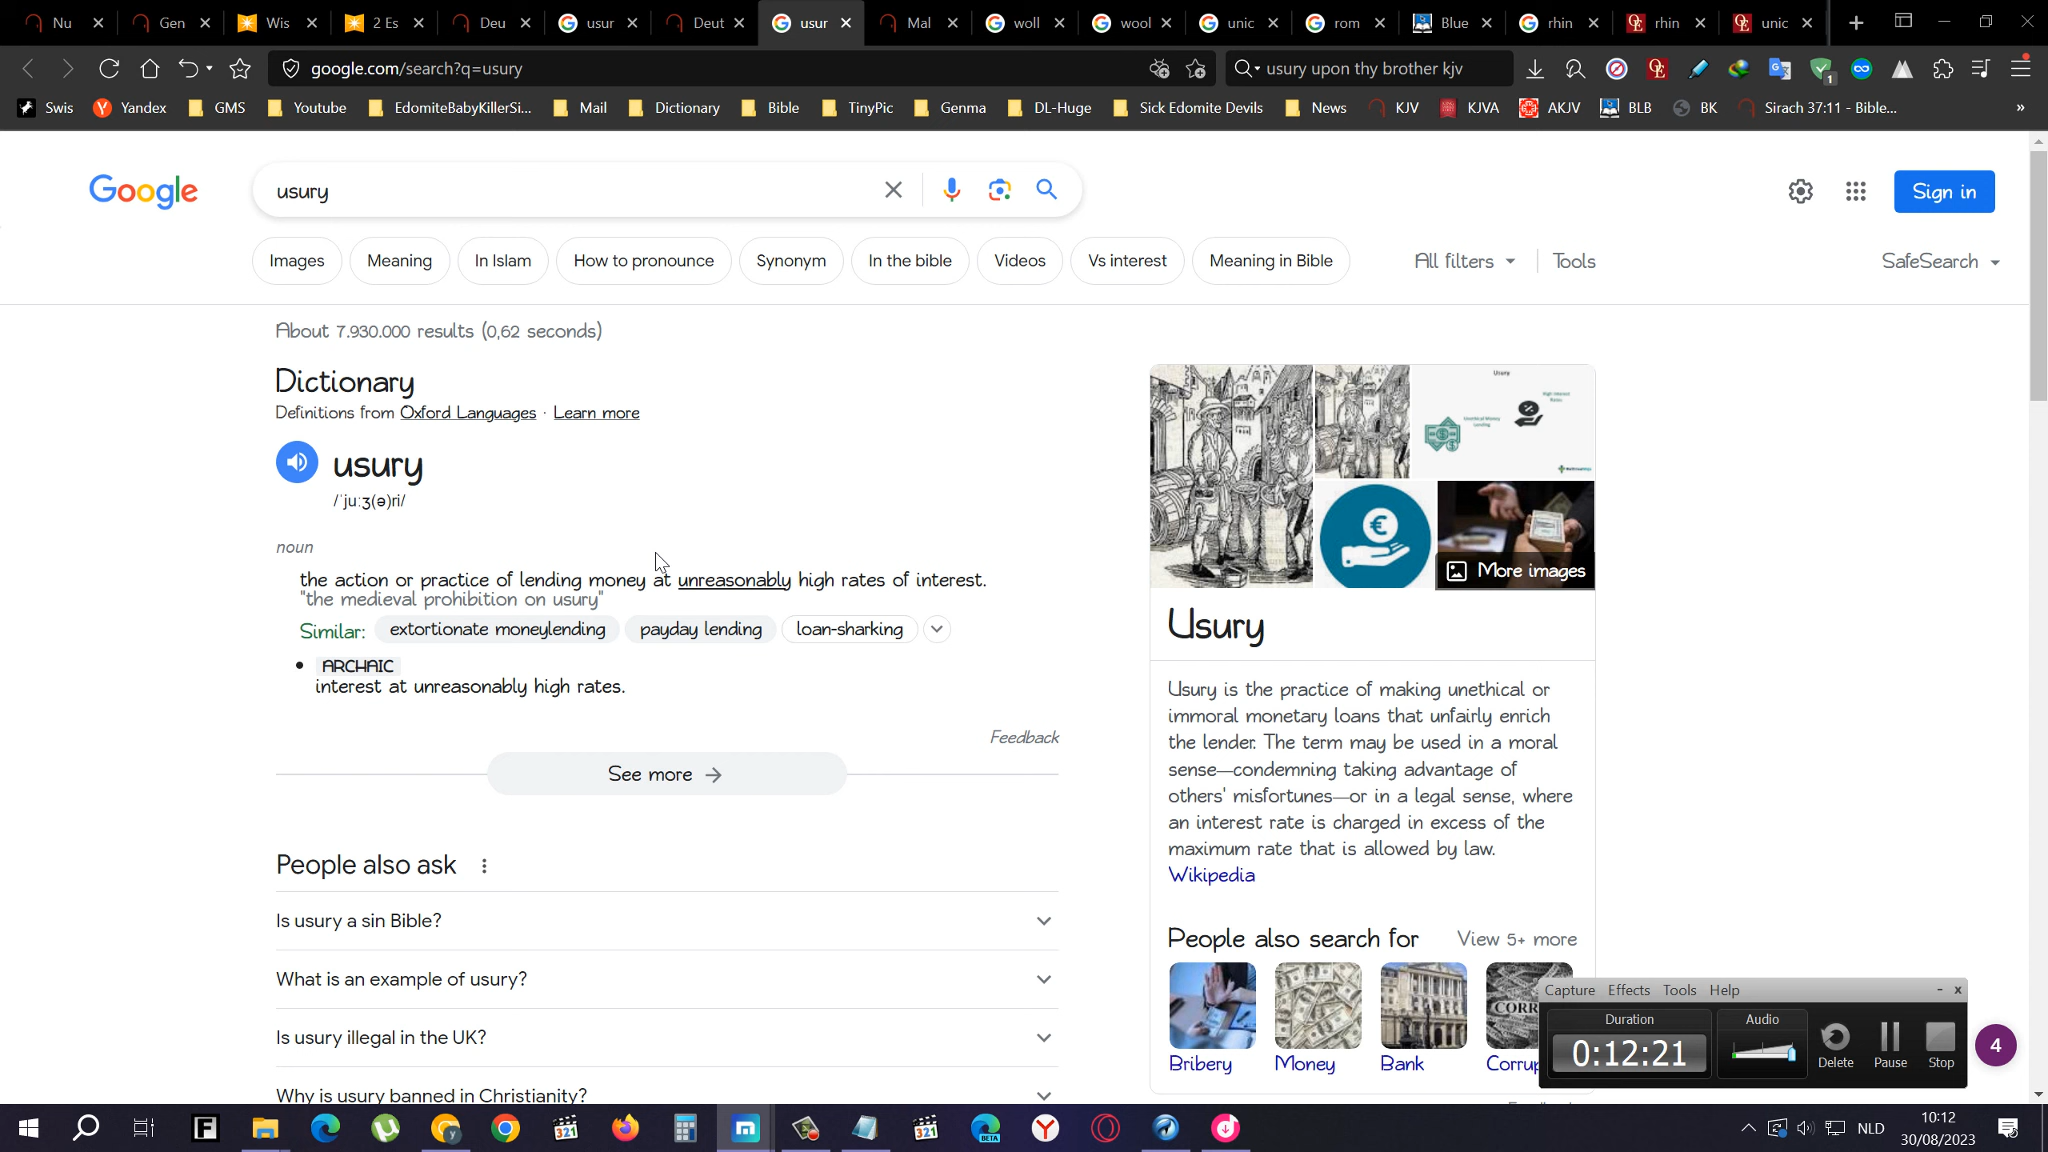 Nu Gen Wis 2 Es Deu usur Deut usur Mal woll wool unic rom Blue rhin rhin unic
google.com/search?q=usury
usury upon thy brother kjv
1
Swis Yandex GMS Youtube EdomiteBabyKillerSi... Mail Dictionary Bible TinyPic Genma DL-Huge Sick Edomite Devils News KJV KJVA AKJV BLB BK Sirach 37:11 - Bible... »
Google
usury
Sign in
Images Meaning In Islam How to pronounce Synonym In the bible Videos Vs interest Meaning in Bible All filters Tools SafeSearch
About 7.930.000 results (0,62 seconds)
Dictionary
Definitions from Oxford Languages · Learn more
usury
/ˈjuːʒ(ə)ri/
noun
the action or practice of lending money at unreasonably high rates of interest.
"the medieval prohibition on usury"
Similar: extortionate moneylending payday lending loan-sharking
• ARCHAIC
interest at unreasonably high rates.
Feedback
See more
People also ask
Is usury a sin Bible?
What is an example of usury?
Is usury illegal in the UK?
Why is usury banned in Christianity?
Usury
More images
Usury
Usury is the practice of making unethical or
immoral monetary loans that unfairly enrich
the lender. The term may be used in a moral
sense—condemning taking advantage of
others' misfortunes—or in a legal sense, where
an interest rate is charged in excess of the
maximum rate that is allowed by law.
Wikipedia
People also search for View 5+ more
Bribery Money Bank Corrup
Capture Effects Tools Help
Duration Audio
0:12:21
Delete Pause Stop
4
NLD
10:12
30/08/2023